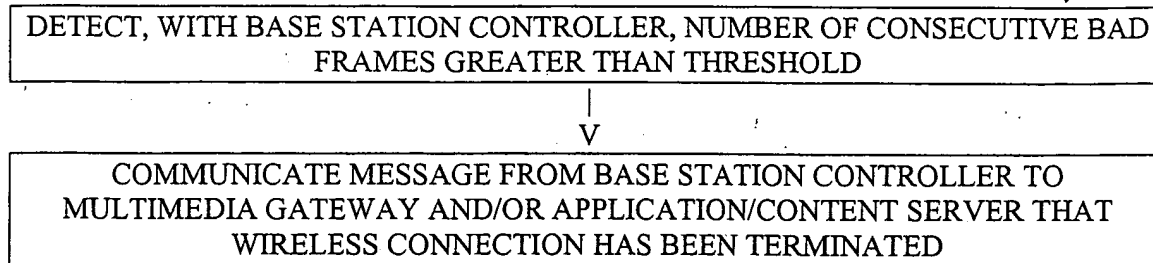 DETECT, WITH BASE STATION CONTROLLER, NUMBER OF CONSECUTIVE BAD
FRAMES GREATER THAN THRESHOLD
V
COMMUNICATE MESSAGE FROM BASE STATION CONTROLLER TO
MULTIMEDIA GATEWAY AND/OR APPLICATION/CONTENT SERVER THAT
WIRELESS CONNECTION HAS BEEN TERMINATED